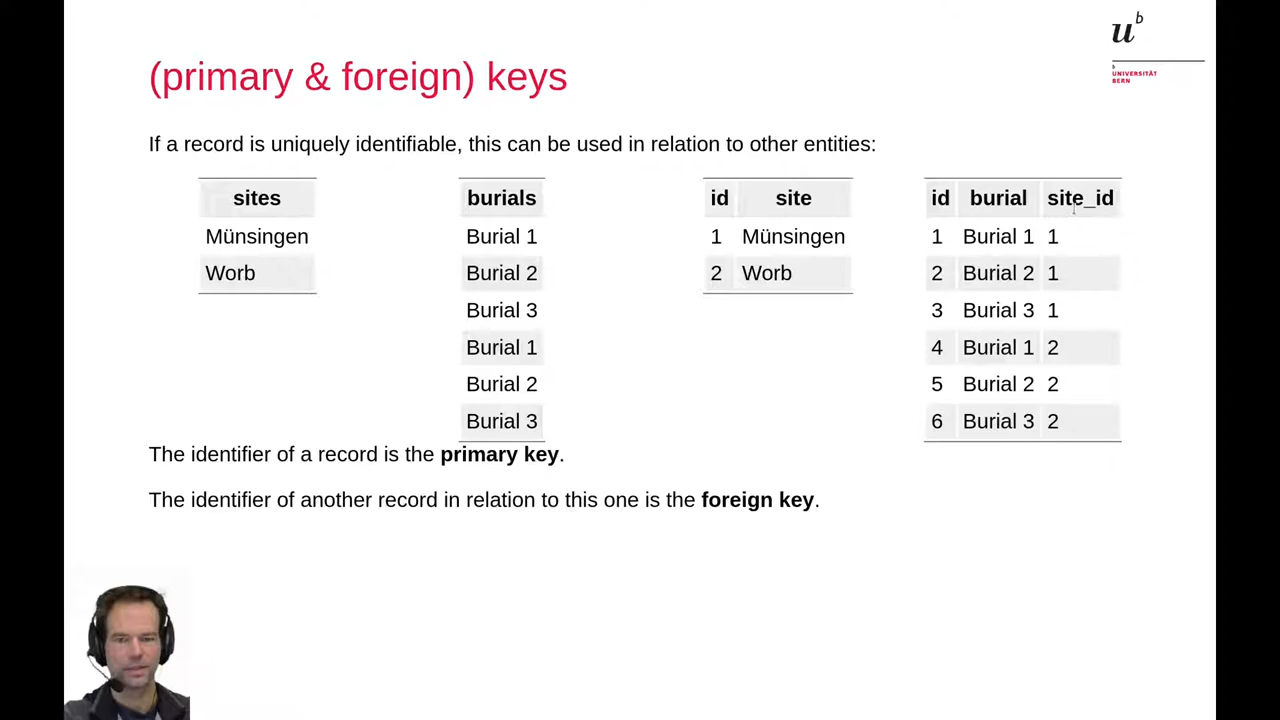 u^b
b
UNIVERSITÄT
BERN
(primary & foreign) keys
If a record is uniquely identifiable, this can be used in relation to other entities:
sites
Münsingen
Worb
burials
Burial 1
Burial 2
Burial 3
Burial 1
Burial 2
Burial 3
id site
1 Münsingen
2 Worb
id burial site_id
1 Burial 1 1
2 Burial 2 1
3 Burial 3 1
4 Burial 1 2
5 Burial 2 2
6 Burial 3 2
The identifier of a record is the primary key.
The identifier of another record in relation to this one is the foreign key.